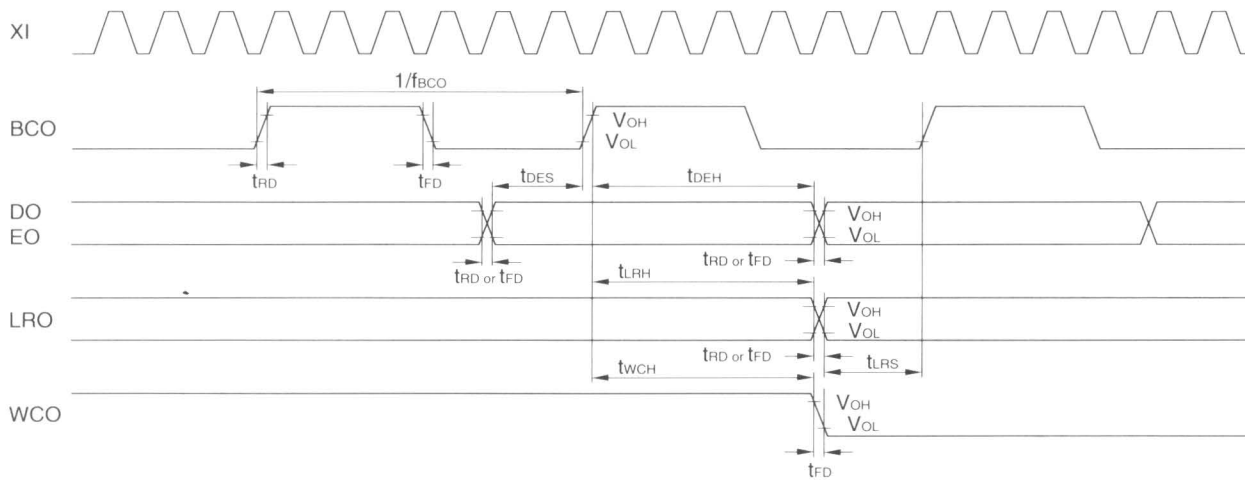 XI
1/fBCO
BCO
VOH
VOL
tRD
tFD
tDES
tDEH
DO
EO
VOH
VOL
tRD or tFD
tRD or tFD
tLRH
LRO
VOH
VOL
tRD or tFD
tWCH
tLRS
WCO
VOH
VOL
tFD